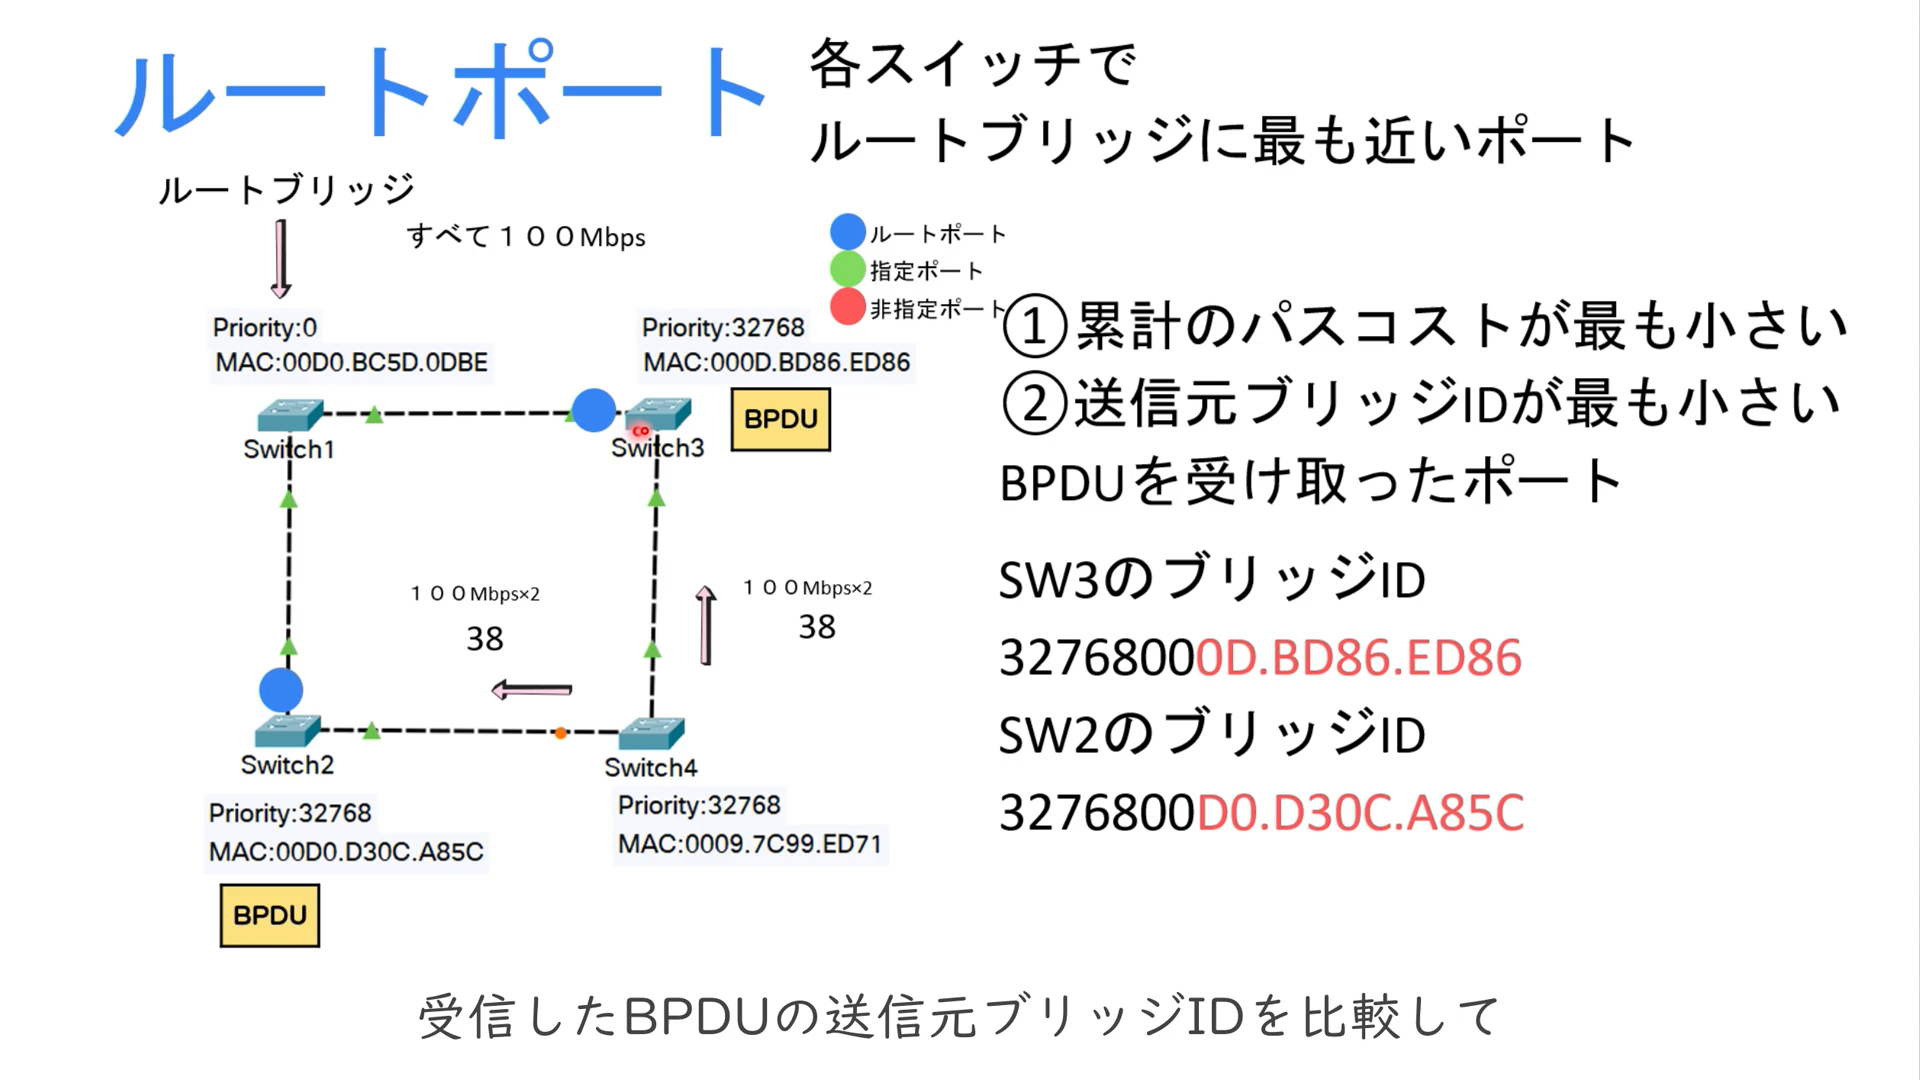 ルートポート
各スイッチで
ルートブリッジに最も近いポート
ルートブリッジ
すべて１００Mbps
ルートポート
指定ポート
非指定ポート
Priority:0
MAC:00D0.BC5D.0DBE
Priority:32768
MAC:000D.BD86.ED86
BPDU
Switch1
Switch3
①累計のパスコストが最も小さい
②送信元ブリッジIDが最も小さい
BPDUを受け取ったポート
１００Mbps×2
38
１００Mbps×2
38
SW3のブリッジID
32768000D.BD86.ED86
SW2のブリッジID
3276800D0.D30C.A85C
Switch2
Switch4
Priority:32768
MAC:00D0.D30C.A85C
Priority:32768
MAC:0009.7C99.ED71
BPDU
受信したBPDUの送信元ブリッジIDを比較して